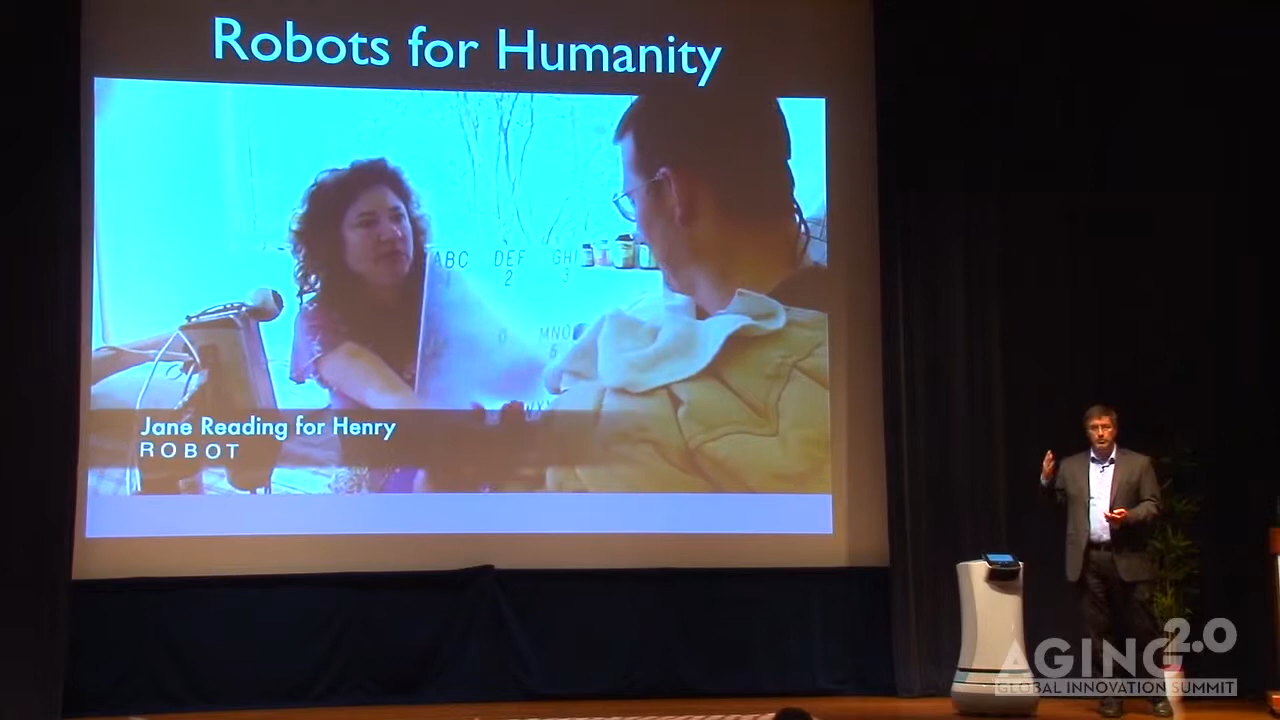 Robots for Humanity
ABC DEF GHI
2 3
MNO
6
Jane Reading for Henry
ROBOT
AGING2.0
GLOBAL INNOVATION SUMMIT